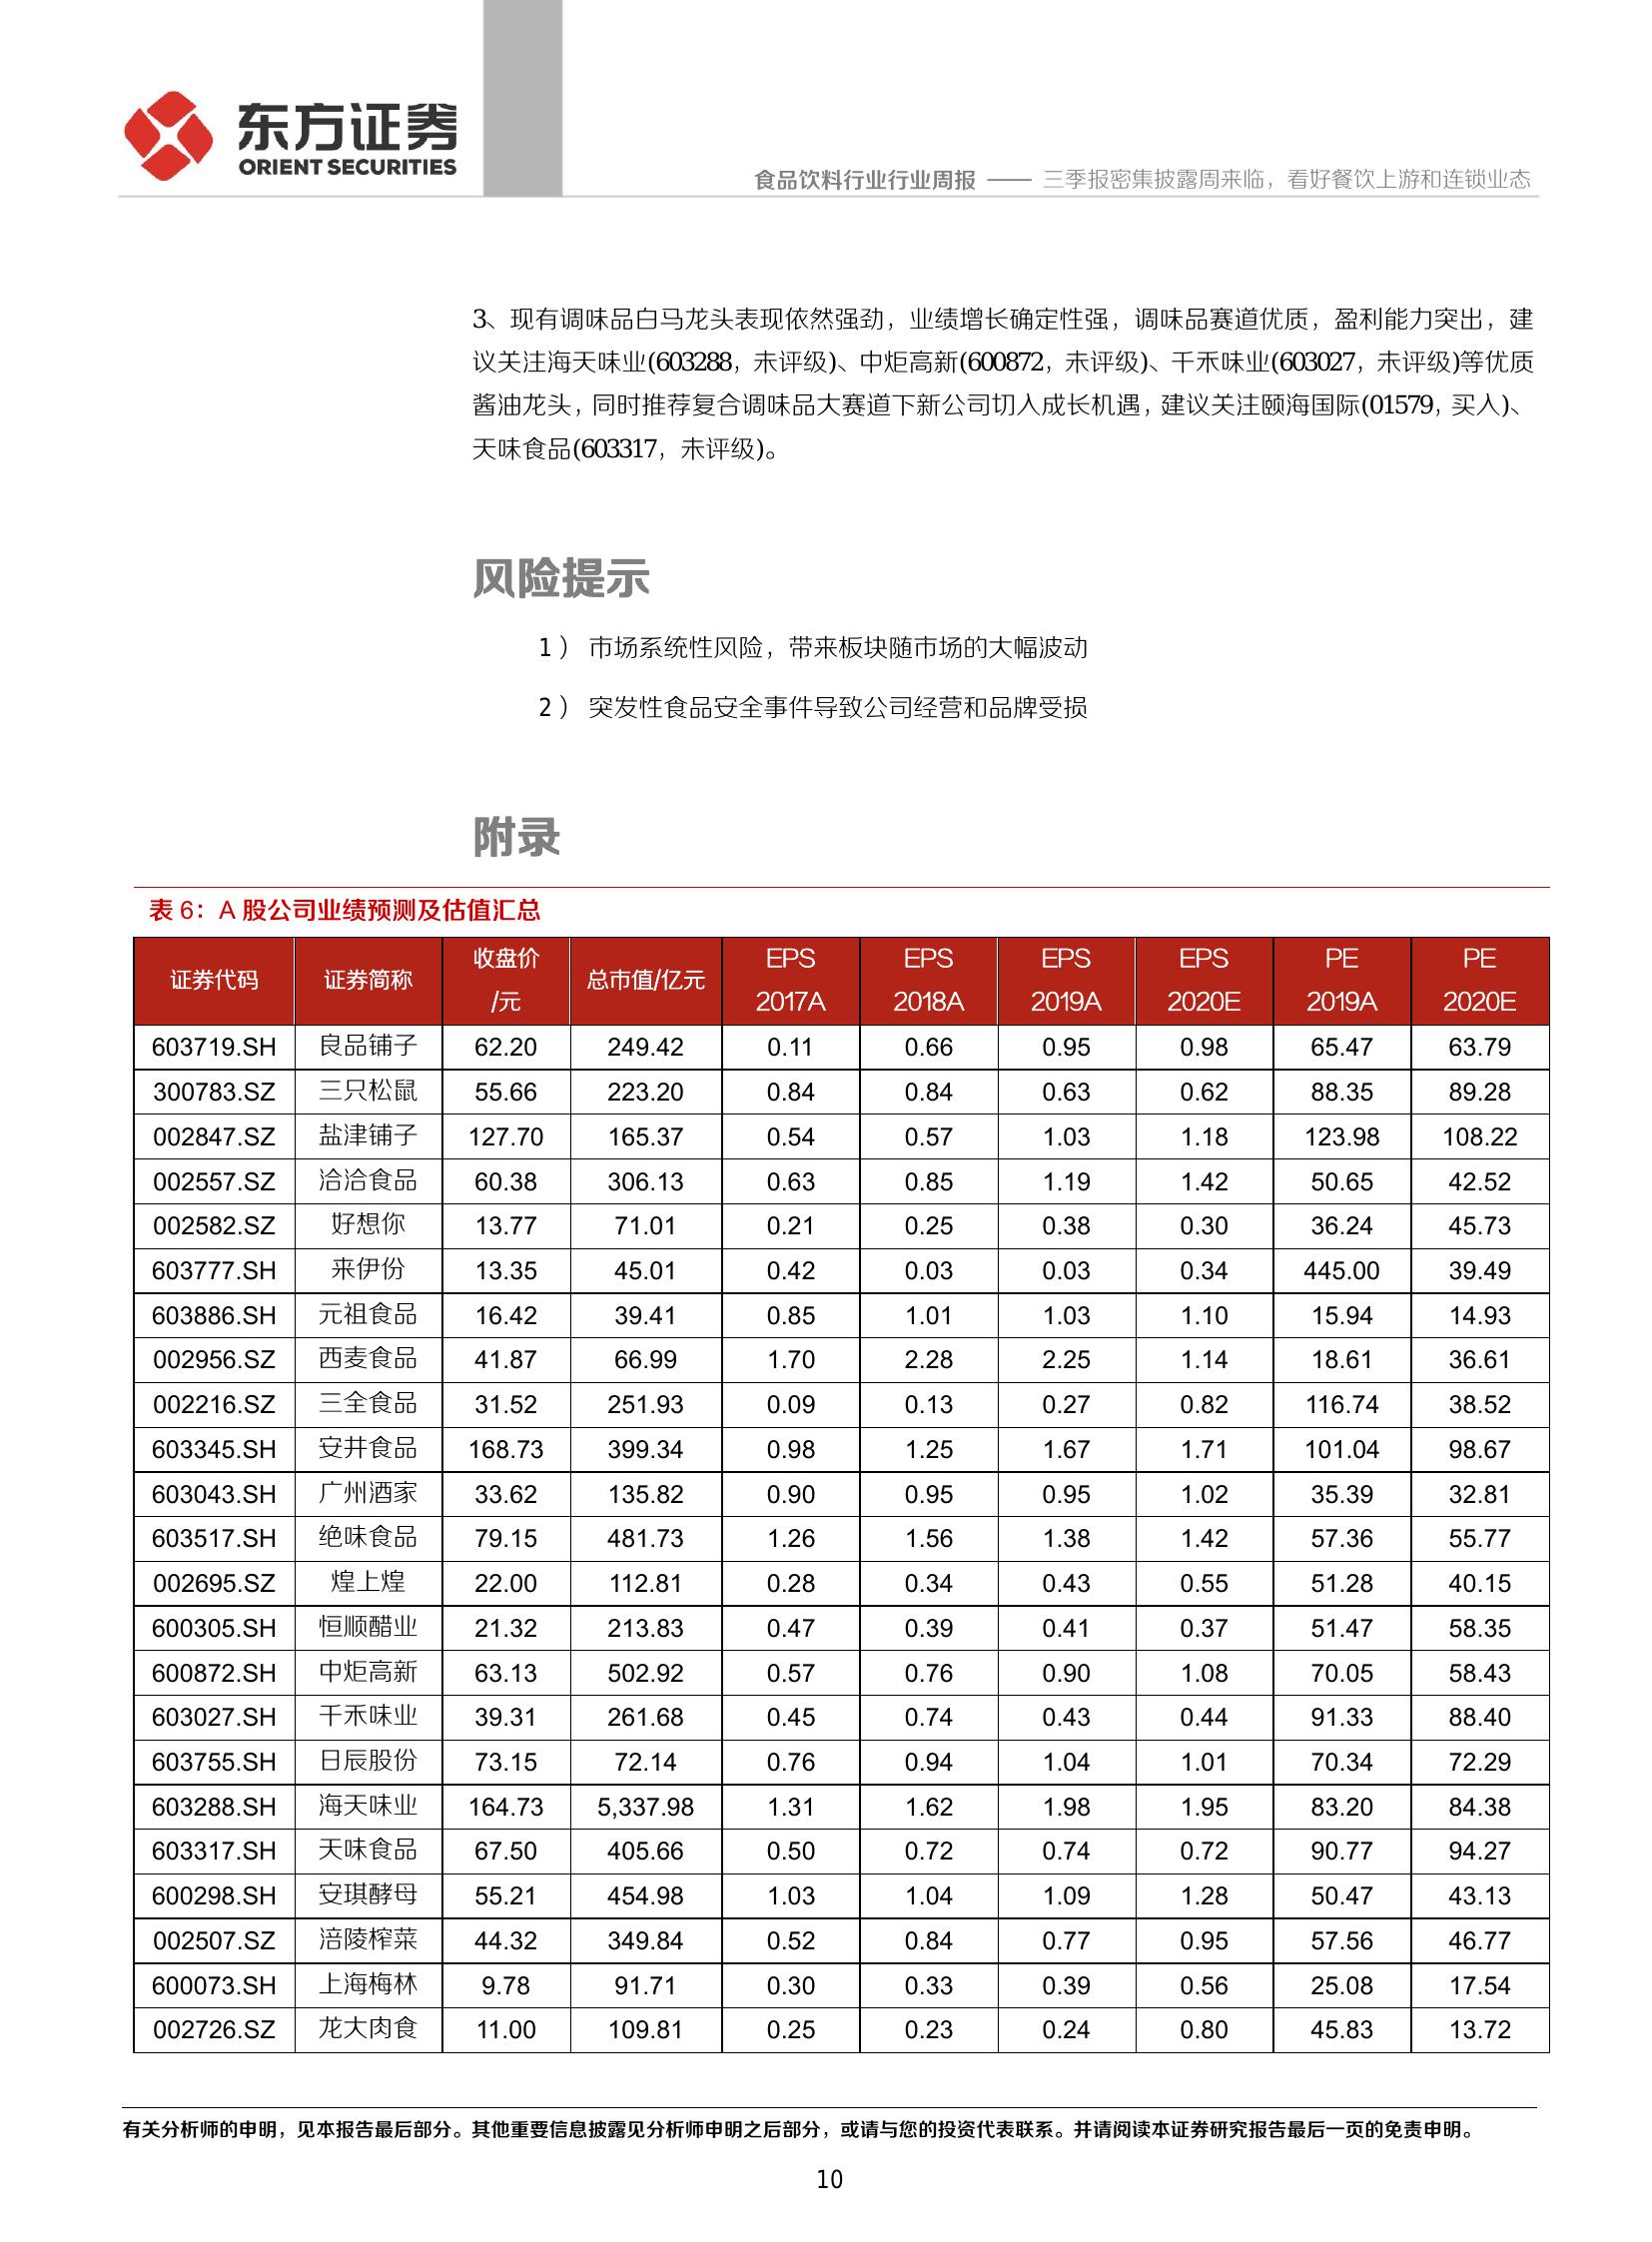 东方证券
ORIENT SECURITIES
食品饮料行业行业周报 —— 三季报密集披露周来临，看好餐饮上游和连锁业态
3、现有调味品白马龙头表现依然强劲，业绩增长确定性强，调味品赛道优质，盈利能力突出，建
议关注海天味业(603288，未评级)、中炬高新(600872，未评级)、千禾味业(603027，未评级)等优质
酱油龙头，同时推荐复合调味品大赛道下新公司切入成长机遇，建议关注颐海国际(01579，买入)、
天味食品(603317，未评级)。
风险提示
1） 市场系统性风险，带来板块随市场的大幅波动
2） 突发性食品安全事件导致公司经营和品牌受损
附录
表 6：A 股公司业绩预测及估值汇总
证券代码 证券简称 收盘价/元 总市值/亿元 EPS 2017A EPS 2018A EPS 2019A EPS 2020E PE 2019A PE 2020E
603719.SH 良品铺子 62.20 249.42 0.11 0.66 0.95 0.98 65.47 63.79
300783.SZ 三只松鼠 55.66 223.20 0.84 0.84 0.63 0.62 88.35 89.28
002847.SZ 盐津铺子 127.70 165.37 0.54 0.57 1.03 1.18 123.98 108.22
002557.SZ 洽洽食品 60.38 306.13 0.63 0.85 1.19 1.42 50.65 42.52
002582.SZ 好想你 13.77 71.01 0.21 0.25 0.38 0.30 36.24 45.73
603777.SH 来伊份 13.35 45.01 0.42 0.03 0.03 0.34 445.00 39.49
603886.SH 元祖食品 16.42 39.41 0.85 1.01 1.03 1.10 15.94 14.93
002956.SZ 西麦食品 41.87 66.99 1.70 2.28 2.25 1.14 18.61 36.61
002216.SZ 三全食品 31.52 251.93 0.09 0.13 0.27 0.82 116.74 38.52
603345.SH 安井食品 168.73 399.34 0.98 1.25 1.67 1.71 101.04 98.67
603043.SH 广州酒家 33.62 135.82 0.90 0.95 0.95 1.02 35.39 32.81
603517.SH 绝味食品 79.15 481.73 1.26 1.56 1.38 1.42 57.36 55.77
002695.SZ 煌上煌 22.00 112.81 0.28 0.34 0.43 0.55 51.28 40.15
600305.SH 恒顺醋业 21.32 213.83 0.47 0.39 0.41 0.37 51.47 58.35
600872.SH 中炬高新 63.13 502.92 0.57 0.76 0.90 1.08 70.05 58.43
603027.SH 千禾味业 39.31 261.68 0.45 0.74 0.43 0.44 91.33 88.40
603755.SH 日辰股份 73.15 72.14 0.76 0.94 1.04 1.01 70.34 72.29
603288.SH 海天味业 164.73 5,337.98 1.31 1.62 1.98 1.95 83.20 84.38
603317.SH 天味食品 67.50 405.66 0.50 0.72 0.74 0.72 90.77 94.27
600298.SH 安琪酵母 55.21 454.98 1.03 1.04 1.09 1.28 50.47 43.13
002507.SZ 涪陵榨菜 44.32 349.84 0.52 0.84 0.77 0.95 57.56 46.77
600073.SH 上海梅林 9.78 91.71 0.30 0.33 0.39 0.56 25.08 17.54
002726.SZ 龙大肉食 11.00 109.81 0.25 0.23 0.24 0.80 45.83 13.72
有关分析师的申明，见本报告最后部分。其他重要信息披露见分析师申明之后部分，或请与您的投资代表联系。并请阅读本证券研究报告最后一页的免责申明。
10